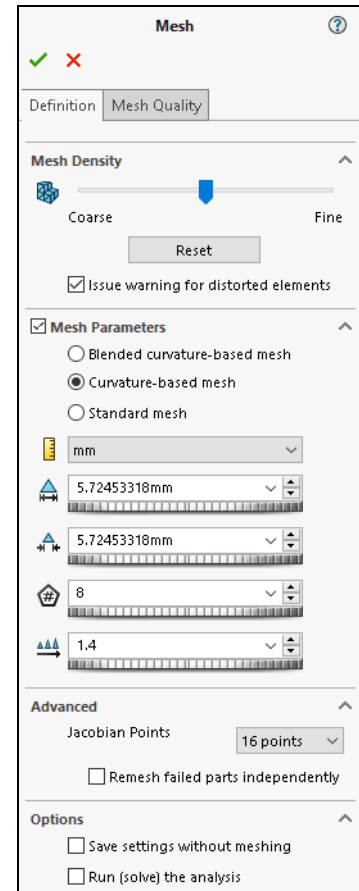 Mesh
Definition Mesh Quality
Mesh Density
Coarse Fine
Reset
Issue warning for distorted elements
Mesh Parameters
Blended curvature-based mesh
Curvature-based mesh
Standard mesh
mm
5.72453318mm
5.72453318mm
# 8
1.4
Advanced
Jacobian Points 16 points
Remesh failed parts independently
Options
Save settings without meshing
Run (solve) the analysis